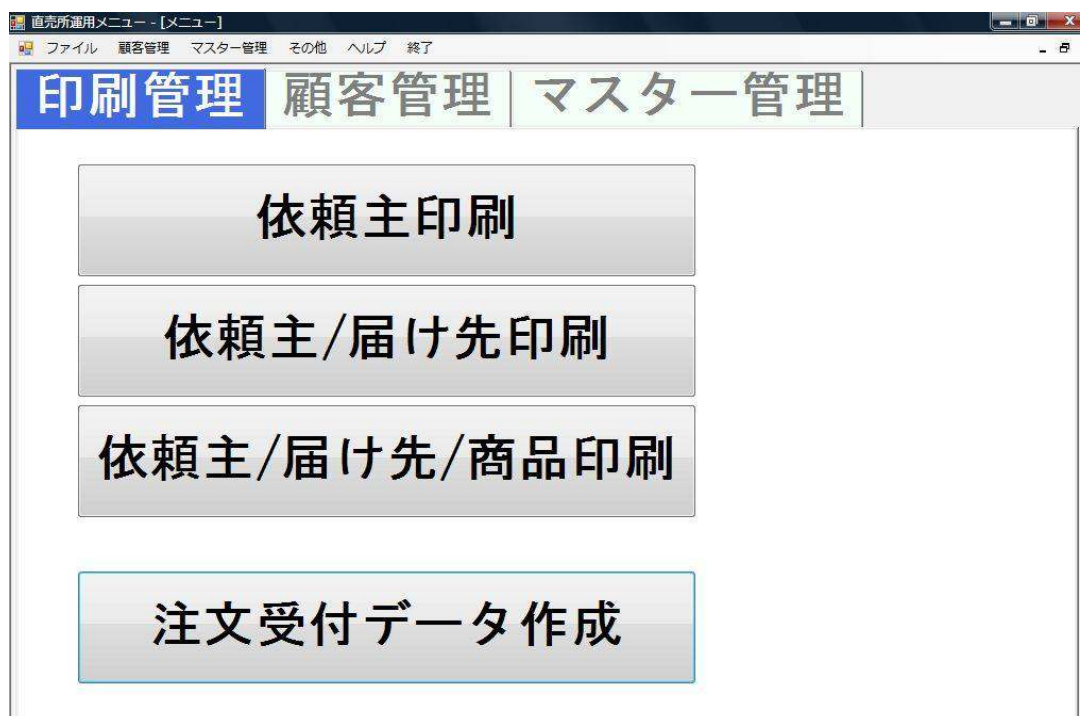 直売所運用メニュー - [メニュー]
ファイル 顧客管理 マスター管理 その他 ヘルプ 終了
印刷管理 顧客管理 マスター管理
依頼主印刷
依頼主/届け先印刷
依頼主/届け先/商品印刷
注文受付データ作成